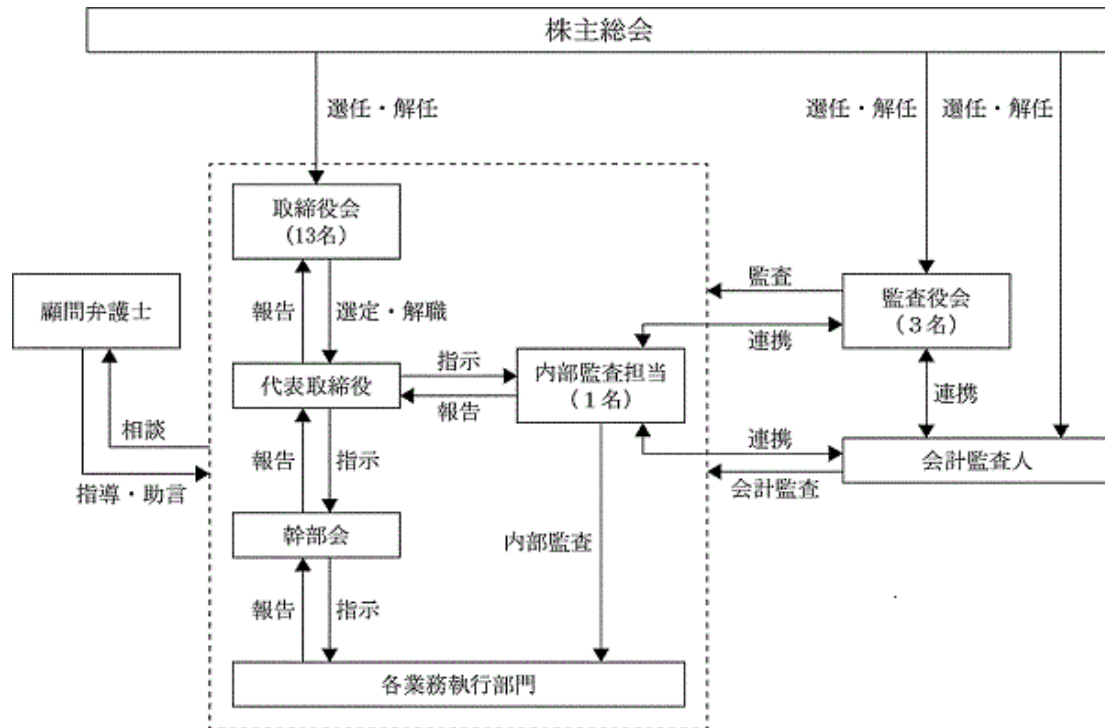 株主総会
選任・解任
選任・解任
選任・解任
取締役会
(13名)
監査
監査役会
(3名)
顧問弁護士
報告
選定・解職
連携
指示
内部監査担当
(1名)
代表取締役
報告
連携
相談
報告
指示
連携
会計監査人
会計監査
指導・助言
幹部会
内部監査
報告
指示
各業務執行部門